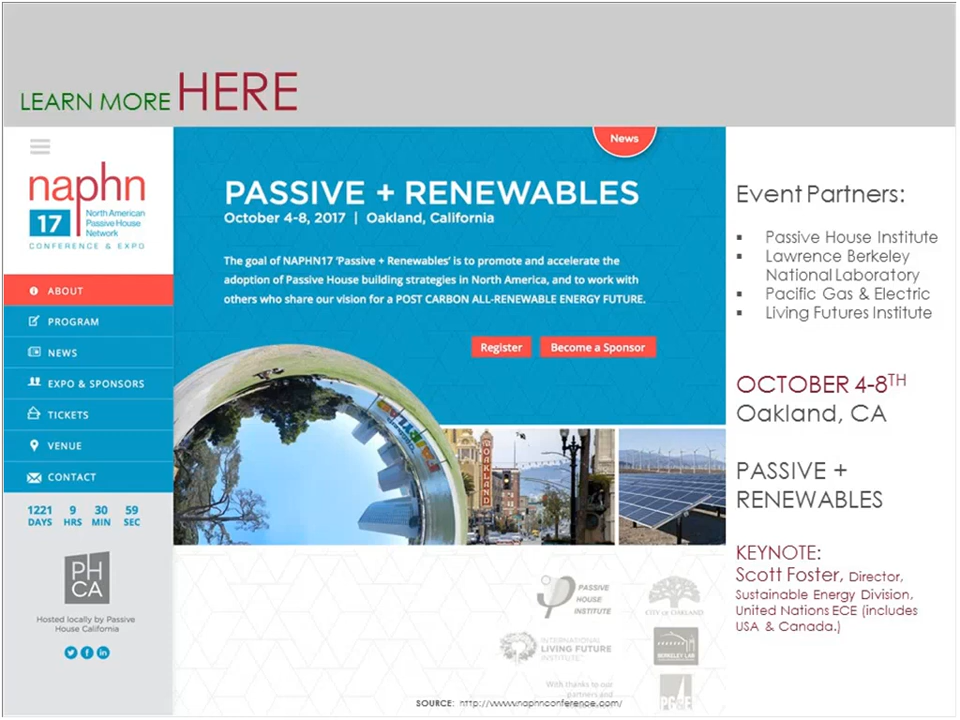 LEARN MORE HERE
naphn
17
North American
Passive House
Network
CONFERENCE & EXPO
ABOUT
PROGRAM
NEWS
EXPO & SPONSORS
TICKETS
VENUE
CONTACT
1221 9 30 59
DAYS HRS MIN SEC
PH
CA
Hosted locally by Passive
House California
News
PASSIVE + RENEWABLES
October 4-8, 2017 | Oakland, California
The goal of NAPHN17 ‘Passive + Renewables’ is to promote and accelerate the
adoption of Passive House building strategies in North America, and to work with
others who share our vision for a POST CARBON ALL-RENEWABLE ENERGY FUTURE.
Register
Become a Sponsor
OAKLAND
PASSIVE
HOUSE
INSTITUTE
CITY OF OAKLAND
INTERNATIONAL
LIVING FUTURE
INSTITUTE
BERKELEY LAB
With thanks to our
partners and
PG&E
SOURCE: http://www.naphnconference.com/
Event Partners:
▪ Passive House Institute
▪ Lawrence Berkeley
National Laboratory
▪ Pacific Gas & Electric
▪ Living Futures Institute
OCTOBER 4-8TH
Oakland, CA
PASSIVE +
RENEWABLES
KEYNOTE:
Scott Foster, Director,
Sustainable Energy Division,
United Nations ECE (includes
USA & Canada.)